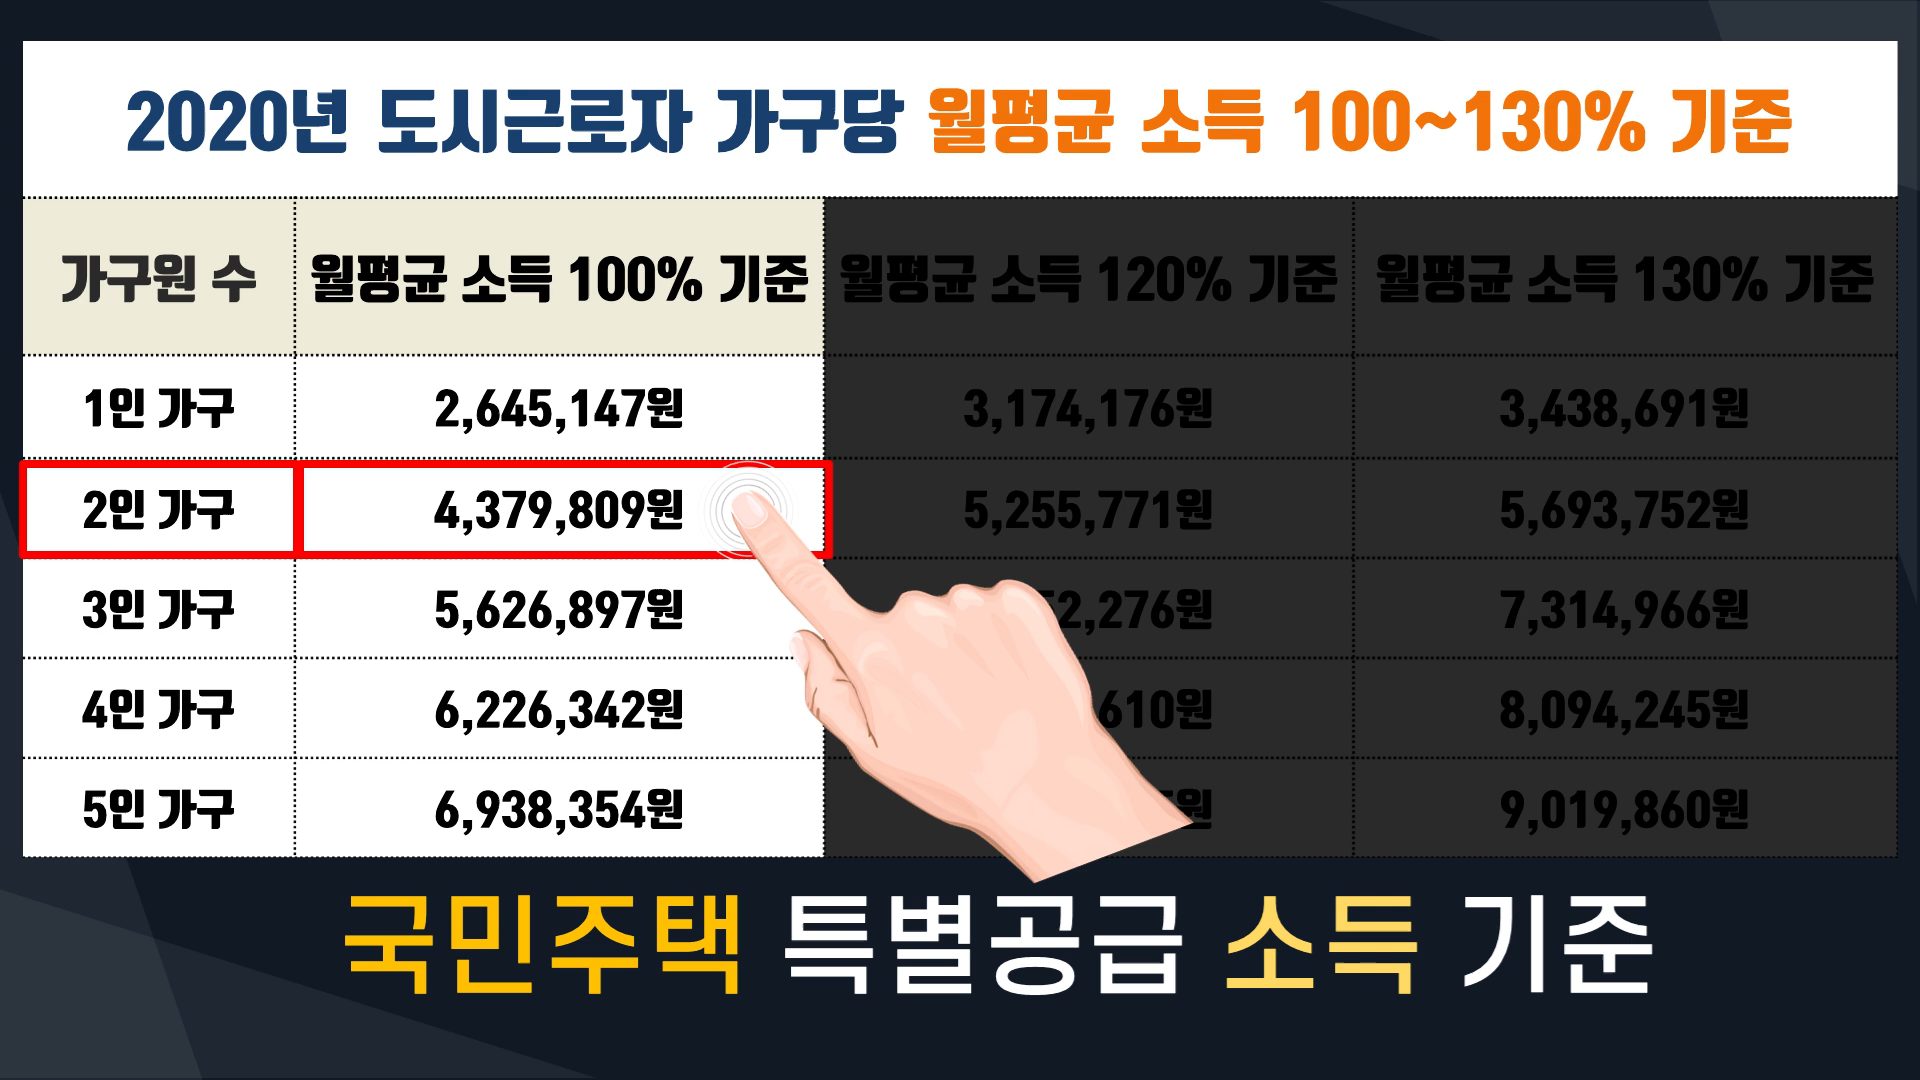 2020년 도시근로자 가구당 월평균 소득 100~130% 기준
가구원 수 월평균 소득 100% 기준 월평균 소득 120% 기준 월평균 소득 130% 기준
1인 가구 2,645,147원 3,174,176원 3,438,691원
2인 가구 4,379,809원 5,255,771원 5,693,752원
3인 가구 5,626,897원 7,314,966원
4인 가구 6,226,342원 8,094,245원
5인 가구 6,938,354원 9,019,860원
국민주택 특별공급 소득 기준